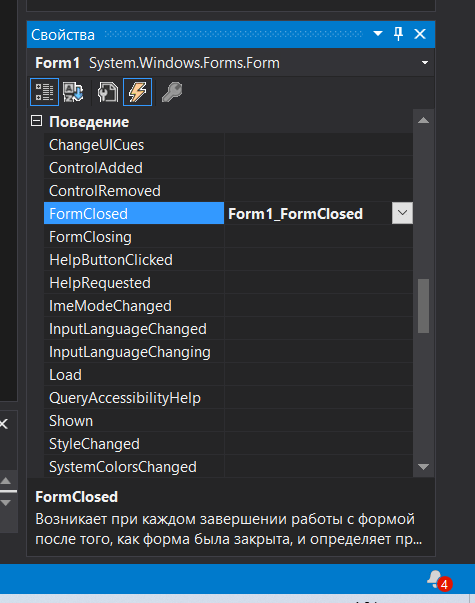 Свойства
Form1 System.Windows.Forms.Form
Поведение
ChangeUICues
ControlAdded
ControlRemoved
FormClosed Form1_FormClosed
FormClosing
HelpButtonClicked
HelpRequested
ImeModeChanged
InputLanguageChanged
InputLanguageChanging
Load
QueryAccessibilityHelp
Shown
StyleChanged
SystemColorsChanged
FormClosed
Возникает при каждом завершении работы с формой
после того, как форма была закрыта, и определяет пр...
4